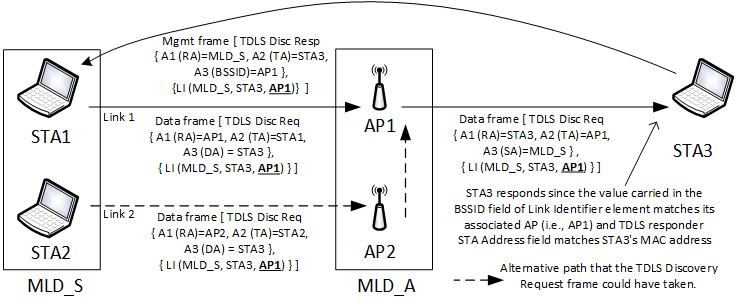 Mgmt frame [ TDLS Disc Resp
{ A1 (RA)=MLD_S, A2 (TA)=STA3,
A3 (BSSID)=AP1 },
{LI (MLD_S, STA3, AP1)} ]
STA1
Link 1
AP1
Data frame [ TDLS Disc Req
{ A1 (RA)=AP1, A2 (TA)=STA1,
A3 (DA) = STA3 },
{ LI (MLD_S, STA3, AP1) } ]
Data frame [ TDLS Disc Req
{ A1 (RA)=STA3, A2 (TA)=AP1,
A3 (SA)=MLD_S } ,
{ LI (MLD_S, STA3, AP1) } ]
STA3
STA3 responds since the value carried in the
BSSID field of Link Identifier element matches its
associated AP (i.e., AP1) and TDLS responder
STA Address field matches STA3's MAC address
STA2
Link 2
AP2
Data frame [ TDLS Disc Req
{ A1 (RA)=AP2, A2 (TA)=STA2,
A3 (DA) = STA3 },
{ LI (MLD_S, STA3, AP1) } ]
MLD_S
MLD_A
Alternative path that the TDLS Discovery
Request frame could have taken.